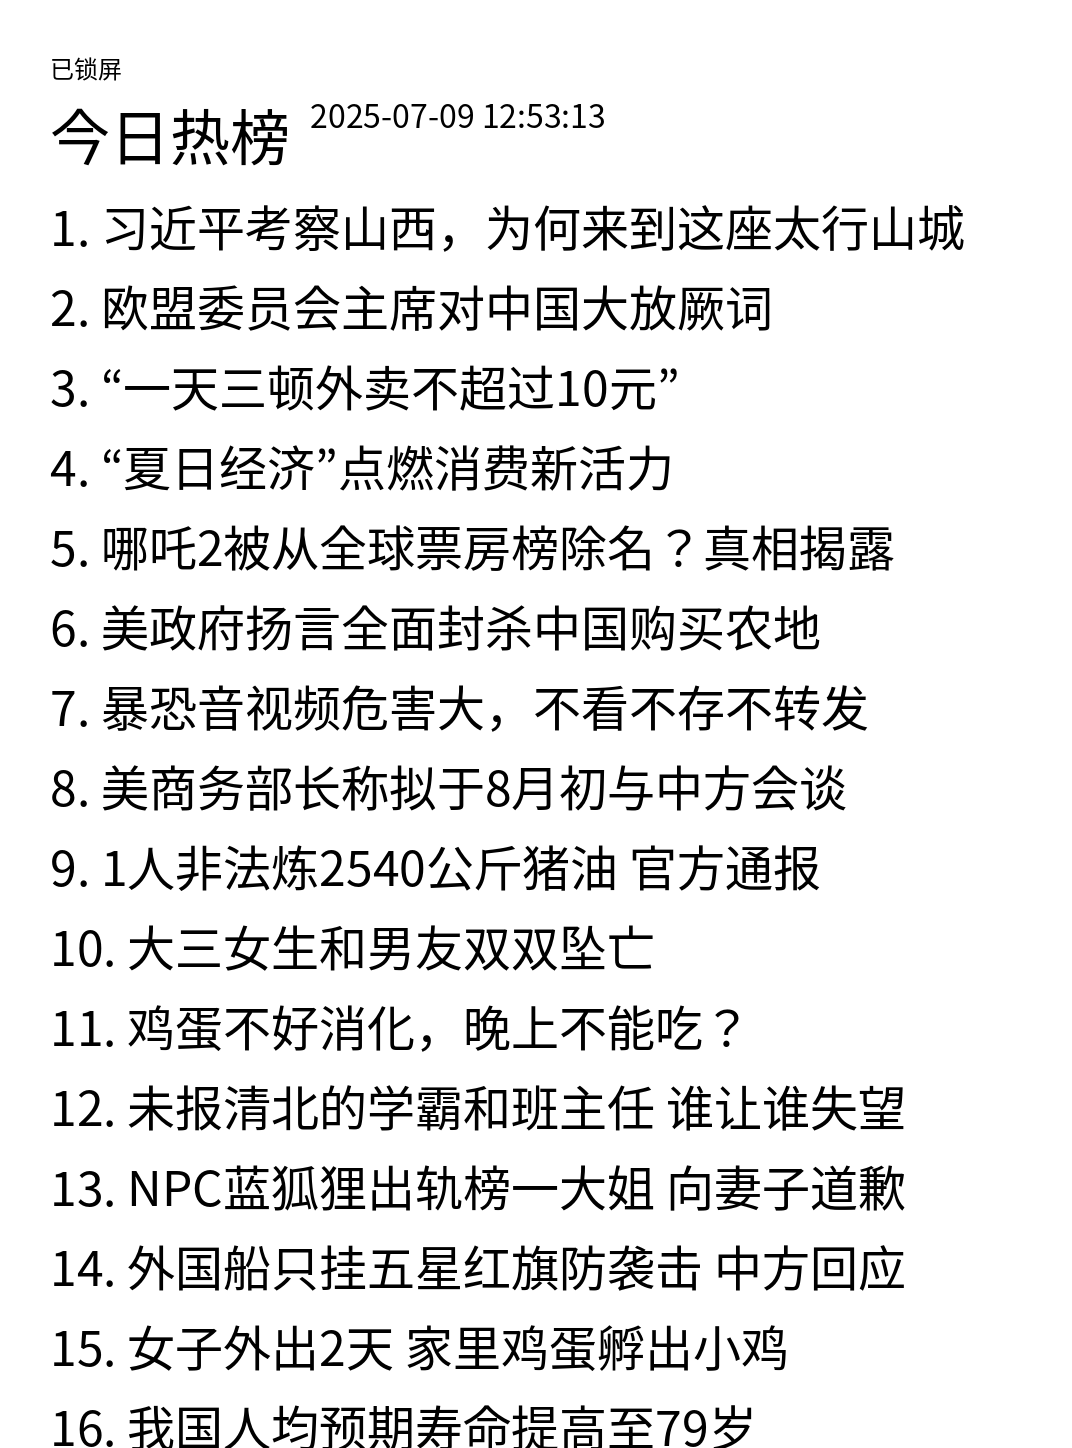 已锁屏
今日热榜 2025-07-09 12:53:13
1. 习近平考察山西，为何来到这座太行山城
2. 欧盟委员会主席对中国大放厥词
3. “一天三顿外卖不超过10元”
4. “夏日经济”点燃消费新活力
5. 哪吒2被从全球票房榜除名？真相揭露
6. 美政府扬言全面封杀中国购买农地
7. 暴恐音视频危害大，不看不存不转发
8. 美商务部长称拟于8月初与中方会谈
9. 1人非法炼2540公斤猪油 官方通报
10. 大三女生和男友双双坠亡
11. 鸡蛋不好消化，晚上不能吃？
12. 未报清北的学霸和班主任 谁让谁失望
13. NPC蓝狐狸出轨榜一大姐 向妻子道歉
14. 外国船只挂五星红旗防袭击 中方回应
15. 女子外出2天 家里鸡蛋孵出小鸡
16. 我国人均预期寿命提高至79岁